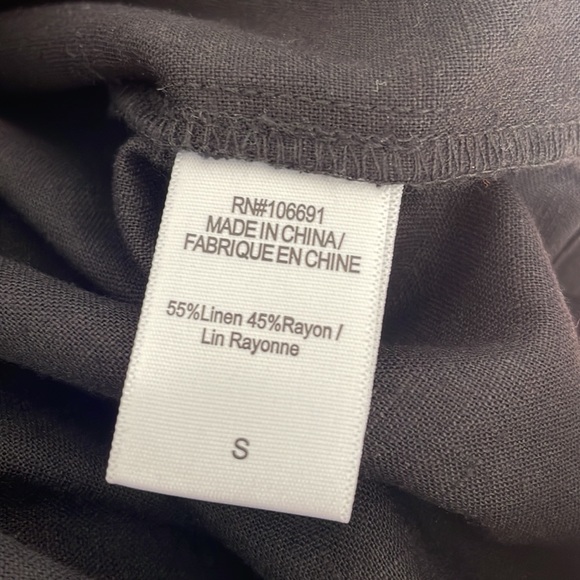 RN#106691
MADE IN CHINA/
FABRIQUE EN CHINE
55%Linen 45%Rayon /
Lin Rayonne
S